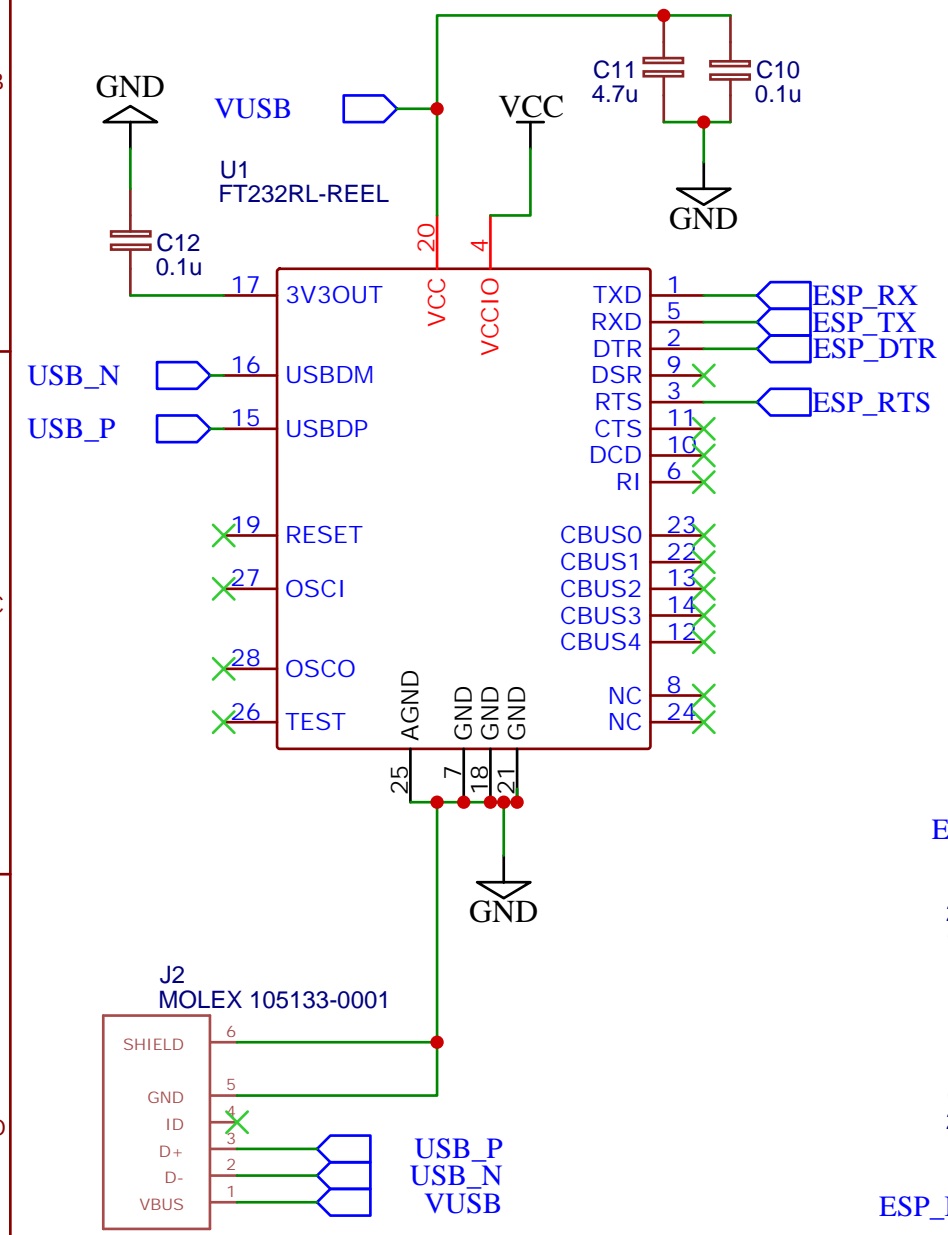 GND
VUSB
VCC
C11
4.7u
C10
0.1u
GND
U1
FT232RL-REEL
C12
0.1u
20
4
VCC
VCCIO
17
3V3OUT
TXD
1
ESP_RX
RXD
5
ESP_TX
DTR
2
ESP_DTR
USB_N
16
USBDM
DSR
9
RTS
3
ESP_RTS
USB_P
15
USBDP
CTS
11
DCD
10
RI
6
19
RESET
CBUS0
23
CBUS1
22
27
OSCI
CBUS2
13
CBUS3
14
CBUS4
12
28
OSCO
NC
8
26
TEST
NC
24
AGND
GND
GND
GND
25
7
18
21
GND
J2
MOLEX 105133-0001
SHIELD
6
GND
5
ID
4
D+
3
USB_P
D-
2
USB_N
VBUS
1
VUSB
ESP_